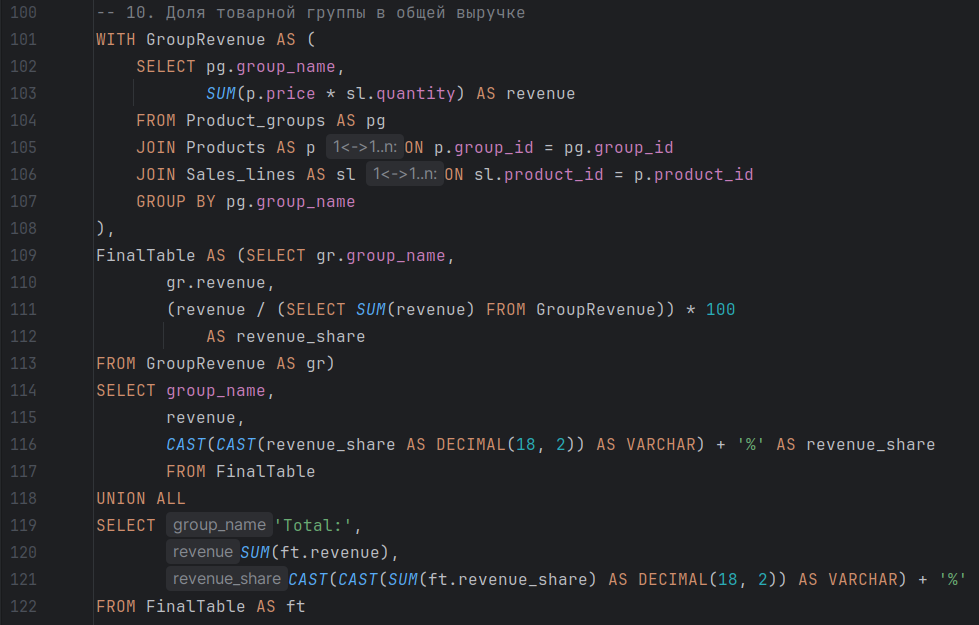 100 -- 10. Доля товарной группы в общей выручке
101 WITH GroupRevenue AS (
102     SELECT pg.group_name,
103            SUM(p.price * sl.quantity) AS revenue
104     FROM Product_groups AS pg
105     JOIN Products AS p 1<->1..n: ON p.group_id = pg.group_id
106     JOIN Sales_lines AS sl 1<->1..n: ON sl.product_id = p.product_id
107     GROUP BY pg.group_name
108 ),
109 FinalTable AS (SELECT gr.group_name,
110        gr.revenue,
111        (revenue / (SELECT SUM(revenue) FROM GroupRevenue)) * 100
112            AS revenue_share
113 FROM GroupRevenue AS gr)
114 SELECT group_name,
115        revenue,
116        CAST(CAST(revenue_share AS DECIMAL(18, 2)) AS VARCHAR) + '%' AS revenue_share
117        FROM FinalTable
118 UNION ALL
119 SELECT group_name 'Total:',
120        revenue SUM(ft.revenue),
121        revenue_share CAST(CAST(SUM(ft.revenue_share) AS DECIMAL(18, 2)) AS VARCHAR) + '%'
122 FROM FinalTable AS ft